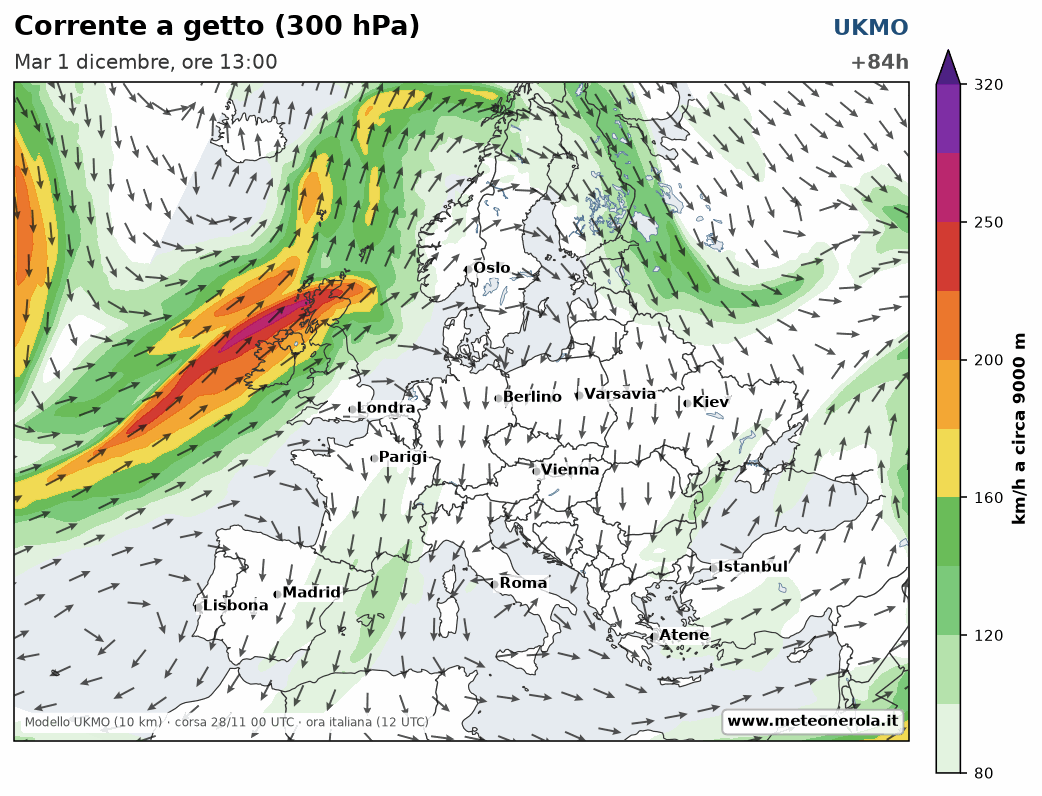 Corrente a getto (300 hPa)
UKMO
Mar 1 dicembre, ore 13:00
+84h
320
250
200
160
120
80
km/h a circa 9000 m
Oslo
Londra
Berlino
Varsavia
Kiev
Parigi
Vienna
Istanbul
Roma
Madrid
Lisbona
Atene
Modello UKMO (10 km) · corsa 28/11 00 UTC · ora italiana (12 UTC)
www.meteonerola.it